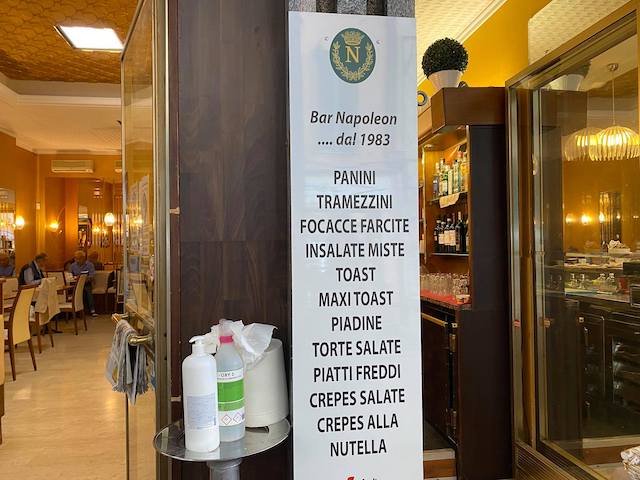 N
Bar Napoleon
.... dal 1983
PANINI
TRAMEZZINI
FOCACCE FARCITE
INSALATE MISTE
TOAST
MAXI TOAST
PIADINE
TORTE SALATE
PIATTI FREDDI
CREPES SALATE
CREPES ALLA
NUTELLA